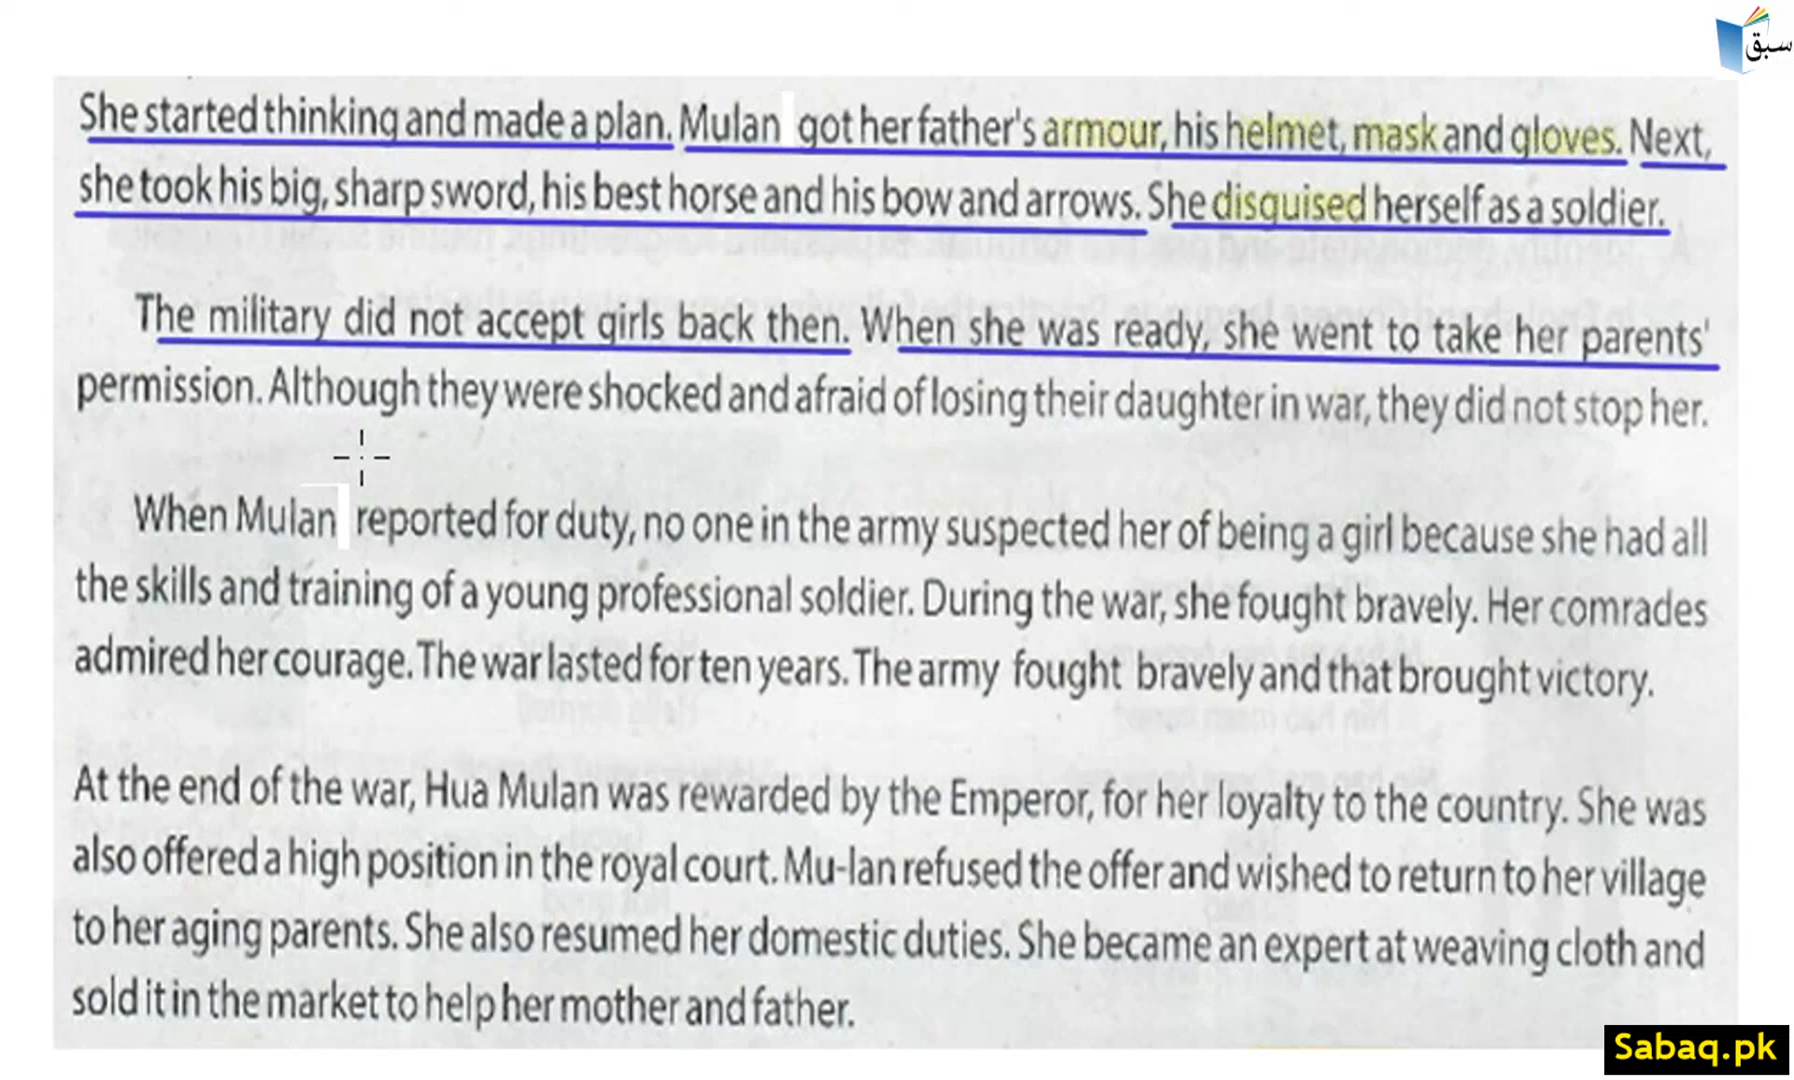 سبق
She started thinking and made a plan. Mulan got her father's armour, his helmet, mask and gloves. Next,
she took his big, sharp sword, his best horse and his bow and arrows. She disguised herself as a soldier.
The military did not accept girls back then. When she was ready, she went to take her parents'
permission. Although they were shocked and afraid of losing their daughter in war, they did not stop her.
When Mulan reported for duty, no one in the army suspected her of being a girl because she had all
the skills and training of a young professional soldier. During the war, she fought bravely. Her comrades
admired her courage. The war lasted for ten years. The army fought bravely and that brought victory.
At the end of the war, Hua Mulan was rewarded by the Emperor, for her loyalty to the country. She was
also offered a high position in the royal court. Mu-lan refused the offer and wished to return to her village
to her aging parents. She also resumed her domestic duties. She became an expert at weaving cloth and
sold it in the market to help her mother and father.
Sabaq.pk